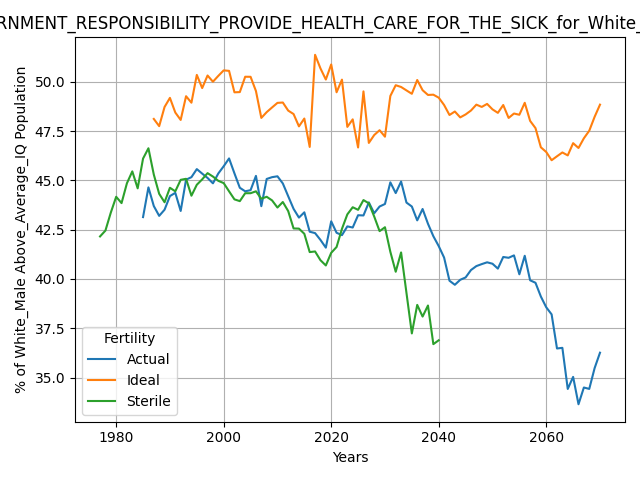 RNMENT_RESPONSIBILITY_PROVIDE_HEALTH_CARE_FOR_THE_SICK_for_White_
% of White_Male Above_Average_IQ Population
50.0
47.5
45.0
42.5
40.0
37.5
35.0
Fertility
Actual
Ideal
Sterile
1980
2000
2020
2040
2060
Years